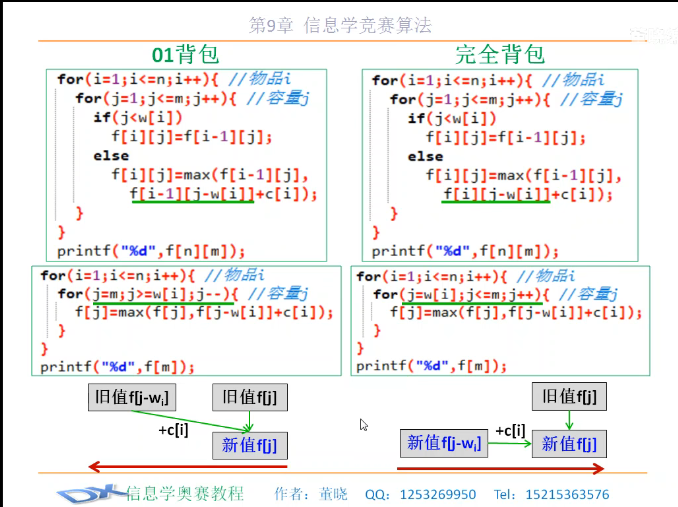 第9章 信息学竞赛算法
01背包
for(i=1;i<=n;i++){ //物品i
for(j=1;j<=m;j++){ //容量j
if(j<w[i])
f[i][j]=f[i-1][j];
else
f[i][j]=max(f[i-1][j],
f[i-1][j-w[i]]+c[i]);
}
}
printf("%d",f[n][m]);
for(i=1;i<=n;i++){ //物品i
for(j=m;j>=w[i];j--){ //容量j
f[j]=max(f[j],f[j-w[i]]+c[i]);
}
}
printf("%d",f[m]);
旧值f[j-wi]
旧值f[j]
+c[i]
新值f[j]
完全背包
for(i=1;i<=n;i++){ //物品i
for(j=1;j<=m;j++){ //容量j
if(j<w[i])
f[i][j]=f[i-1][j];
else
f[i][j]=max(f[i-1][j],
f[i][j-w[i]]+c[i]);
}
}
printf("%d",f[n][m]);
for(i=1;i<=n;i++){ //物品i
for(j=w[i];j<=m;j++){ //容量j
f[j]=max(f[j],f[j-w[i]]+c[i]);
}
}
printf("%d",f[m]);
旧值f[j]
新值f[j-wi]
+c[i]
新值f[j]
DX 信息学奥赛教程 作者：董晓 QQ：1253269950 Tel：15215363576